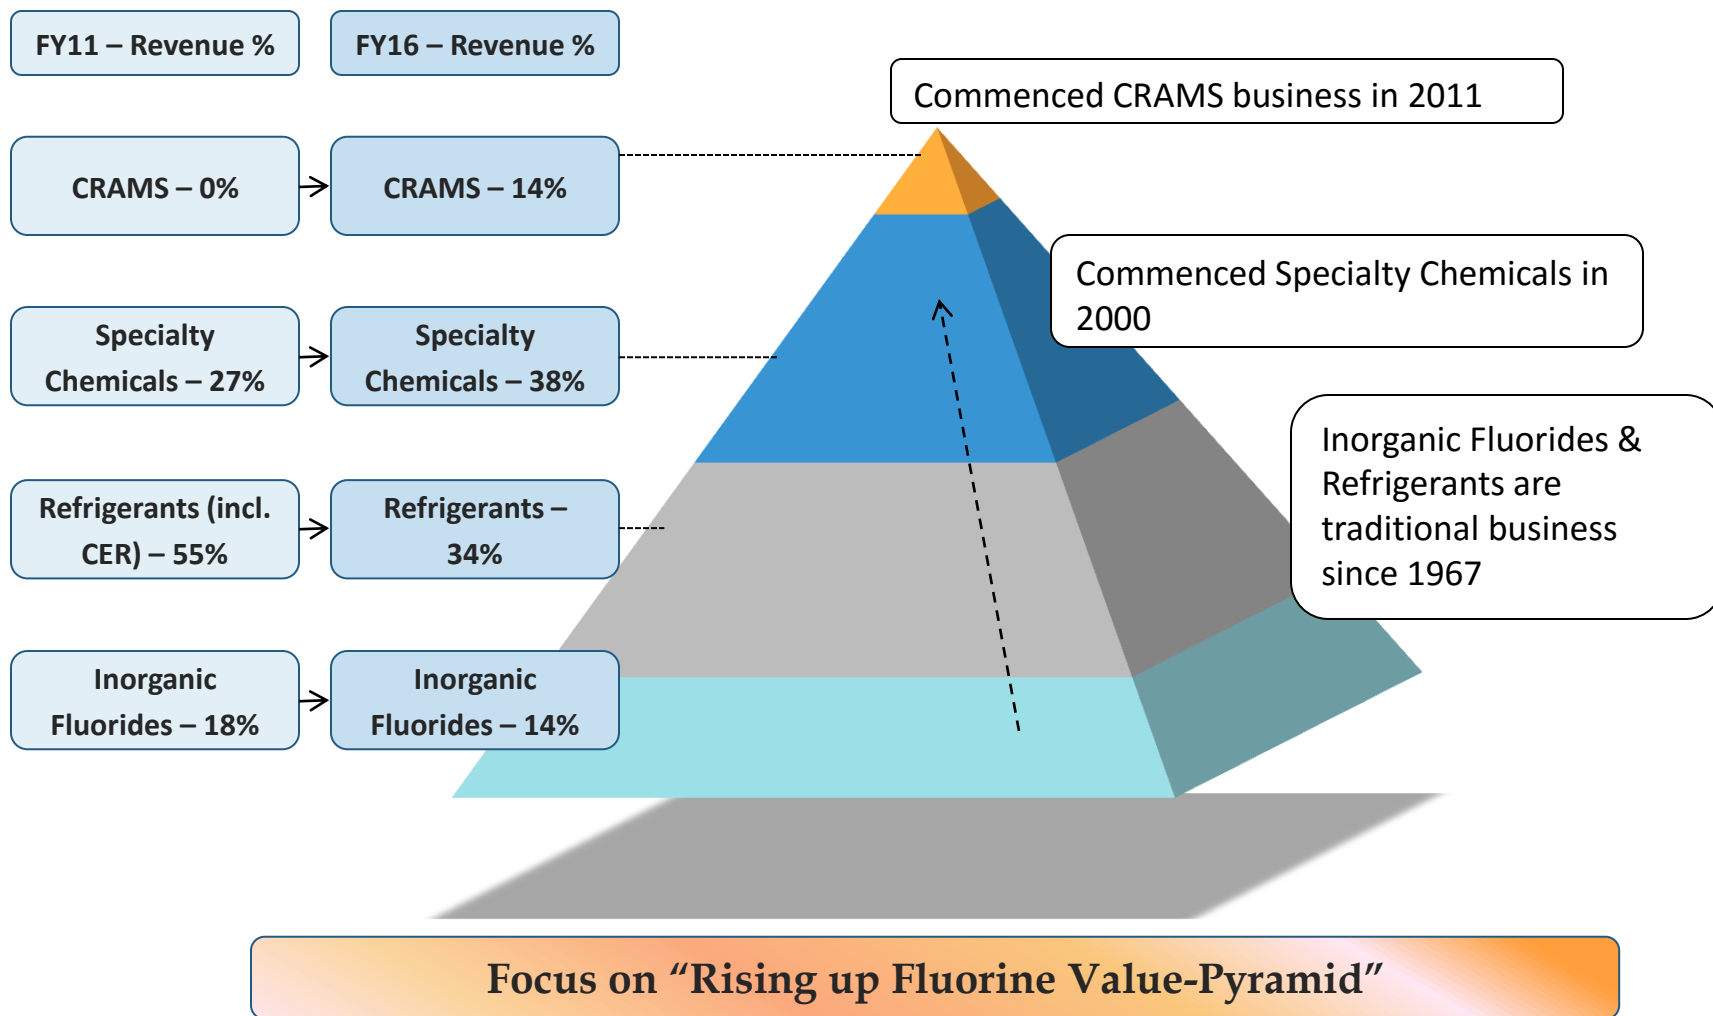 FY11 – Revenue %
FY16 – Revenue %
Commenced CRAMS business in 2011
CRAMS – 0%
CRAMS – 14%
Commenced Specialty Chemicals in
2000
Specialty
Chemicals – 27%
Specialty
Chemicals – 38%
Inorganic Fluorides &
Refrigerants are
traditional business
since 1967
Refrigerants (incl.
CER) – 55%
Refrigerants –
34%
Inorganic
Fluorides – 18%
Inorganic
Fluorides – 14%
Focus on “Rising up Fluorine Value-Pyramid”